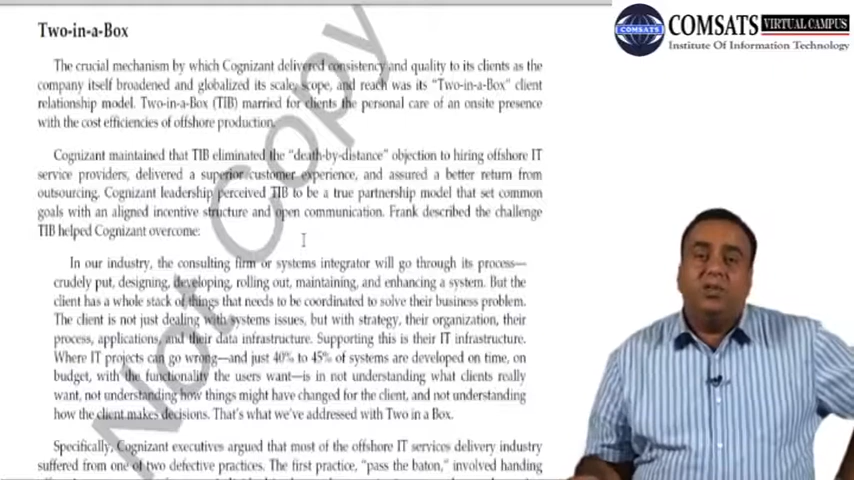 COMSATS VIRTUAL CAMPUS
Institute Of Information Technology
Two-in-a-Box
The crucial mechanism by which Cognizant delivered consistency and quality to its clients as the
company itself broadened and globalized its scale, scope, and reach was its "Two-in-a-Box" client
relationship model. Two-in-a-Box (TIB) married for clients the personal care of an onsite presence
with the cost efficiencies of offshore production.
Cognizant maintained that TIB eliminated the "death-by-distance" objection to hiring offshore IT
service providers, delivered a superior customer experience, and assured a better return from
outsourcing. Cognizant leadership perceived TIB to be a true partnership model that set common
goals with an aligned incentive structure and open communication. Frank described the challenge
TIB helped Cognizant overcome:
In our industry, the consulting firm or systems integrator will go through its process—
crudely put, designing, developing, rolling out, maintaining, and enhancing a system. But the
client has a whole stack of things that needs to be coordinated to solve their business problem.
The client is not just dealing with systems issues, but with strategy, their organization, their
process, applications, and their data infrastructure. Supporting this is their IT infrastructure.
Where IT projects can go wrong—and just 40% to 45% of systems are developed on time, on
budget, with the functionality the users want—is in not understanding what clients really
want, not understanding how things might have changed for the client, and not understanding
how the client makes decisions. That's what we've addressed with Two in a Box.
Specifically, Cognizant executives argued that most of the offshore IT services delivery industry
suffered from one of two defective practices. The first practice, "pass the baton," involved handing
Not Copy